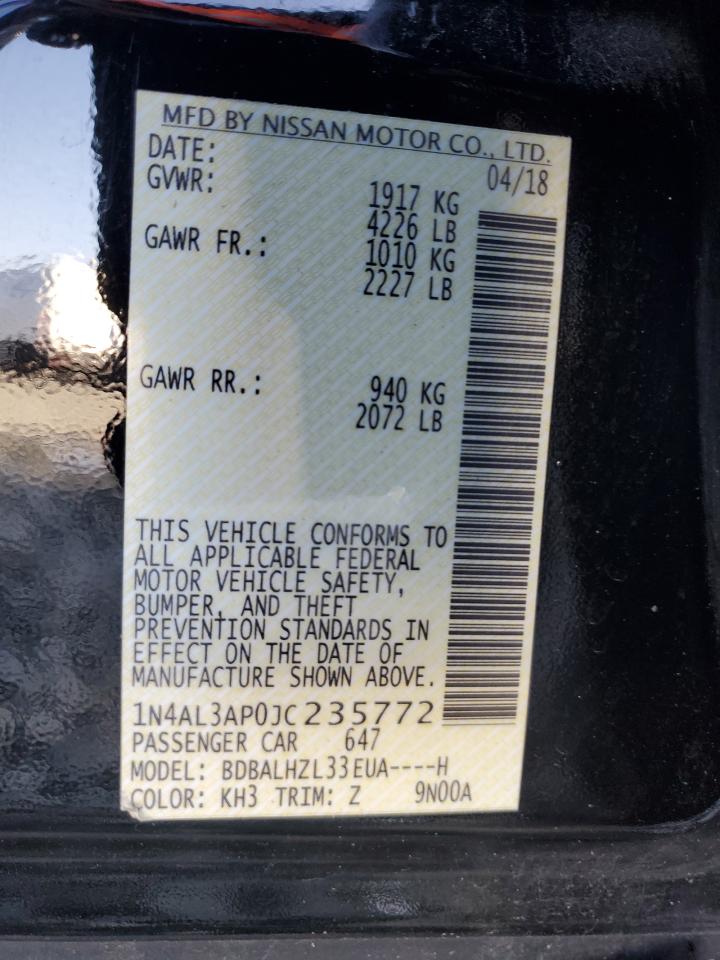 MFD BY NISSAN MOTOR CO., LTD.
DATE: 04/18
GVWR: 1917 KG
4226 LB
GAWR FR.: 1010 KG
2227 LB
GAWR RR.: 940 KG
2072 LB
THIS VEHICLE CONFORMS TO
ALL APPLICABLE FEDERAL
MOTOR VEHICLE SAFETY,
BUMPER, AND THEFT
PREVENTION STANDARDS IN
EFFECT ON THE DATE OF
MANUFACTURE SHOWN ABOVE.
1N4AL3AP0JC235772
PASSENGER CAR 647
MODEL: BDBALHZL33EUA----H
COLOR: KH3 TRIM: Z 9N00A